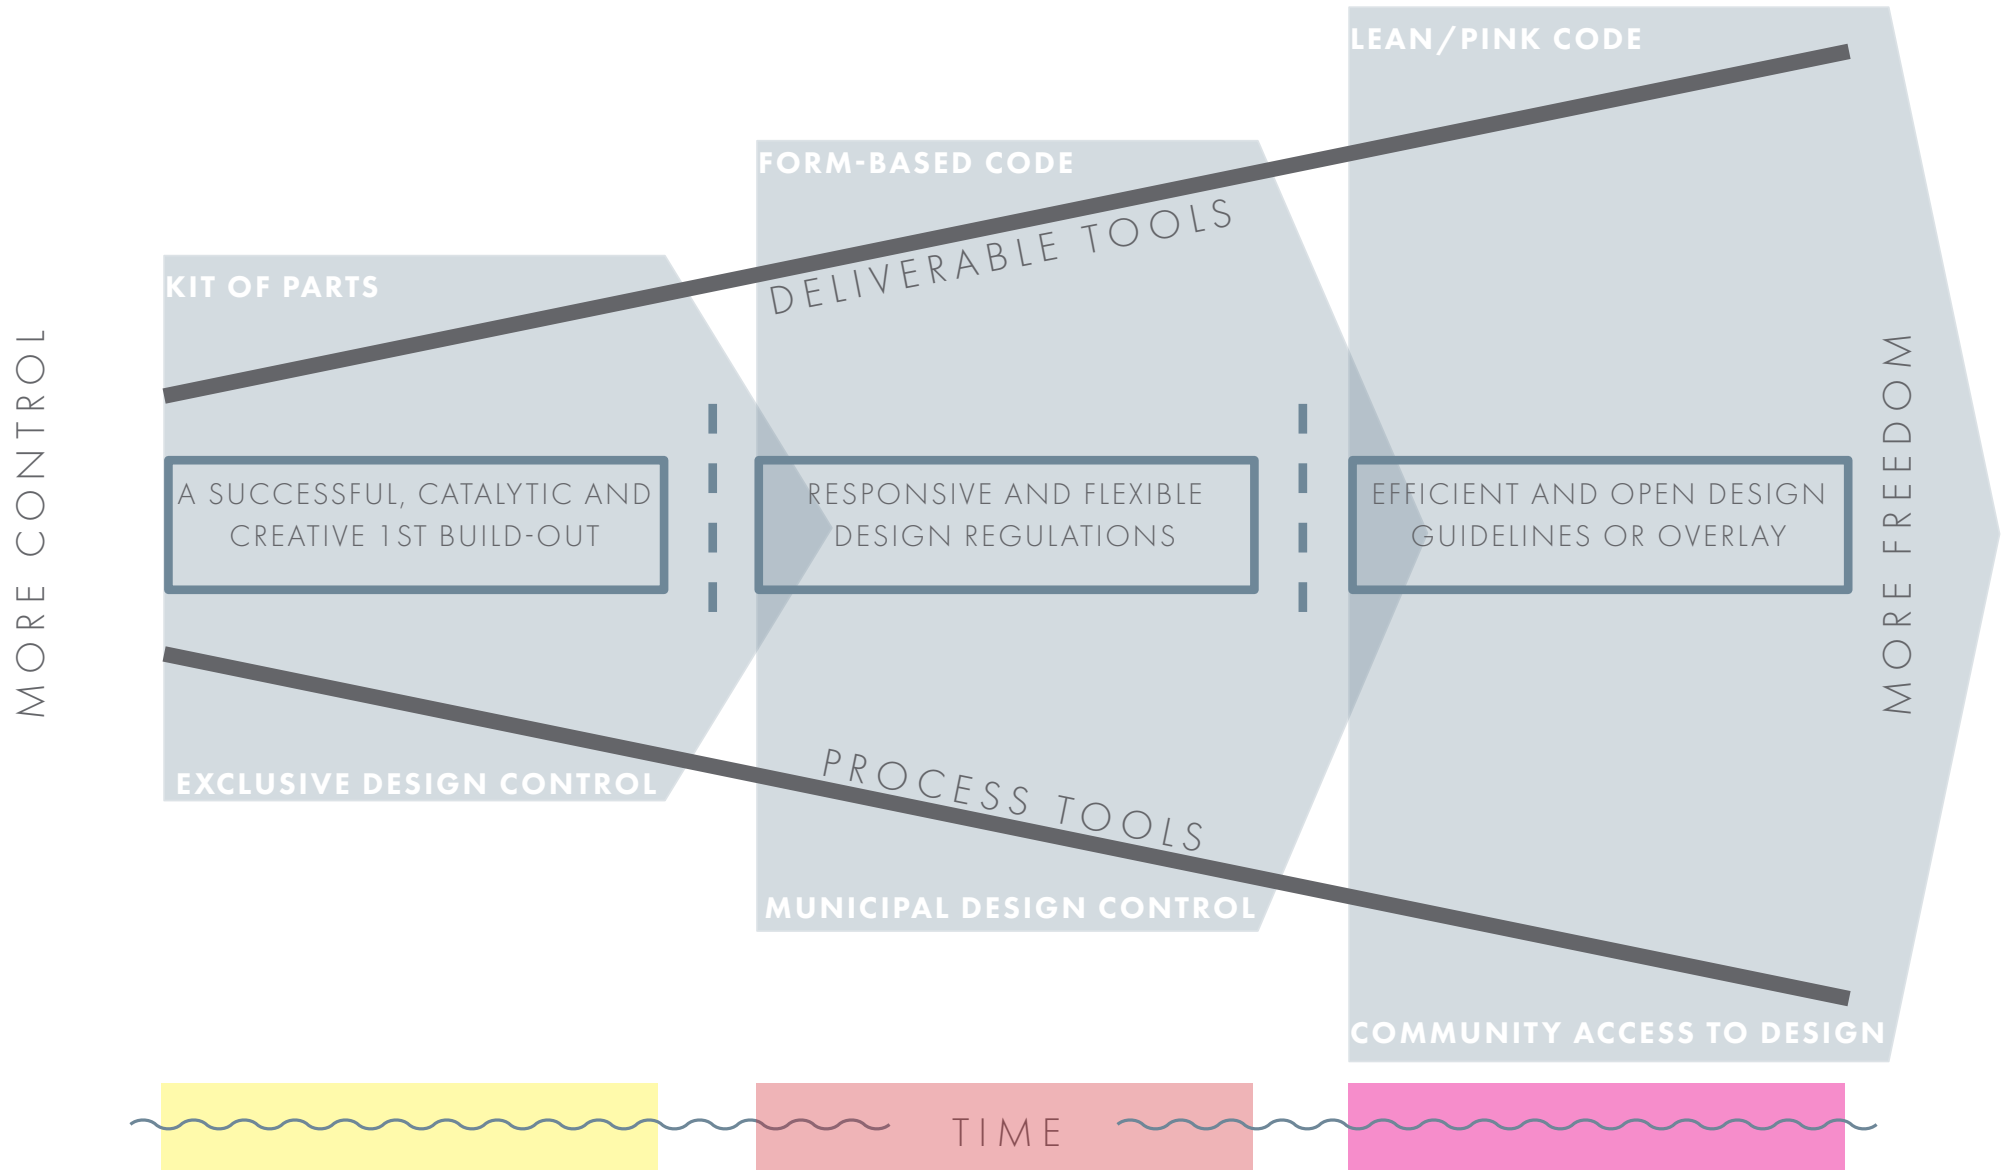 LEAN/PINK CODE
FORM-BASED CODE
KIT OF PARTS
DELIVERABLE TOOLS
MORE CONTROL
A SUCCESSFUL, CATALYTIC AND
CREATIVE 1ST BUILD-OUT
RESPONSIVE AND FLEXIBLE
DESIGN REGULATIONS
EFFICIENT AND OPEN DESIGN
GUIDELINES OR OVERLAY
MORE FREEDOM
PROCESS TOOLS
EXCLUSIVE DESIGN CONTROL
MUNICIPAL DESIGN CONTROL
COMMUNITY ACCESS TO DESIGN
TIME